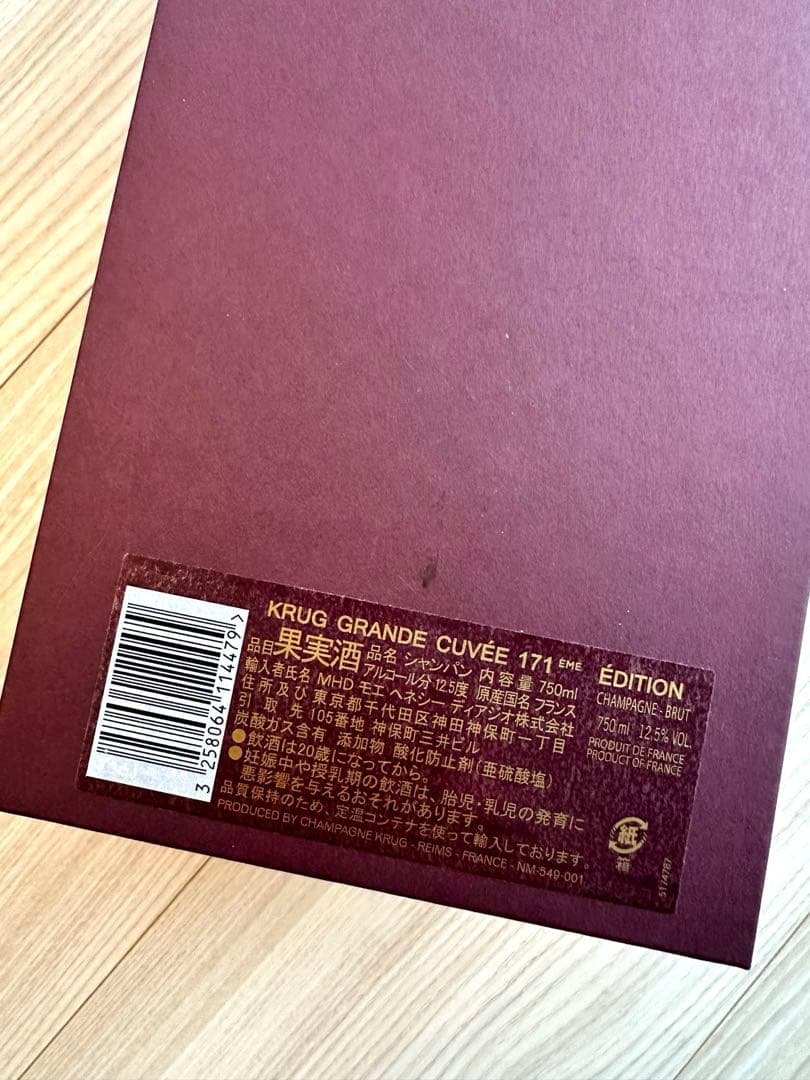 KRUG GRANDE CUVÉE 171 ÈME ÉDITION
品目 果実酒 品名 シャンパン 内容量 750ml
アルコール分 12.5度 原産国名 フランス
輸入者氏名 MHD モエ ヘネシー ディアジオ株式会社
住所及び 東京都千代田区神田神保町一丁目
引取先 105番地 神保町三井ビル
炭酸ガス含有 添加物 酸化防止剤(亜硫酸塩)
●飲酒は20歳になってから。
●妊娠中や授乳期の飲酒は、胎児・乳児の発育に
悪影響を与えるおそれがあります。
品質保持のため、定温コンテナを使って輸入しております。
PRODUCED BY CHAMPAGNE KRUG - REIMS - FRANCE - NM-549-001
CHAMPAGNE - BRUT
750 ml 12.5% VOL.
PRODUIT DE FRANCE
PRODUCT OF FRANCE
紙
箱
5174787
3 258064 114479 >